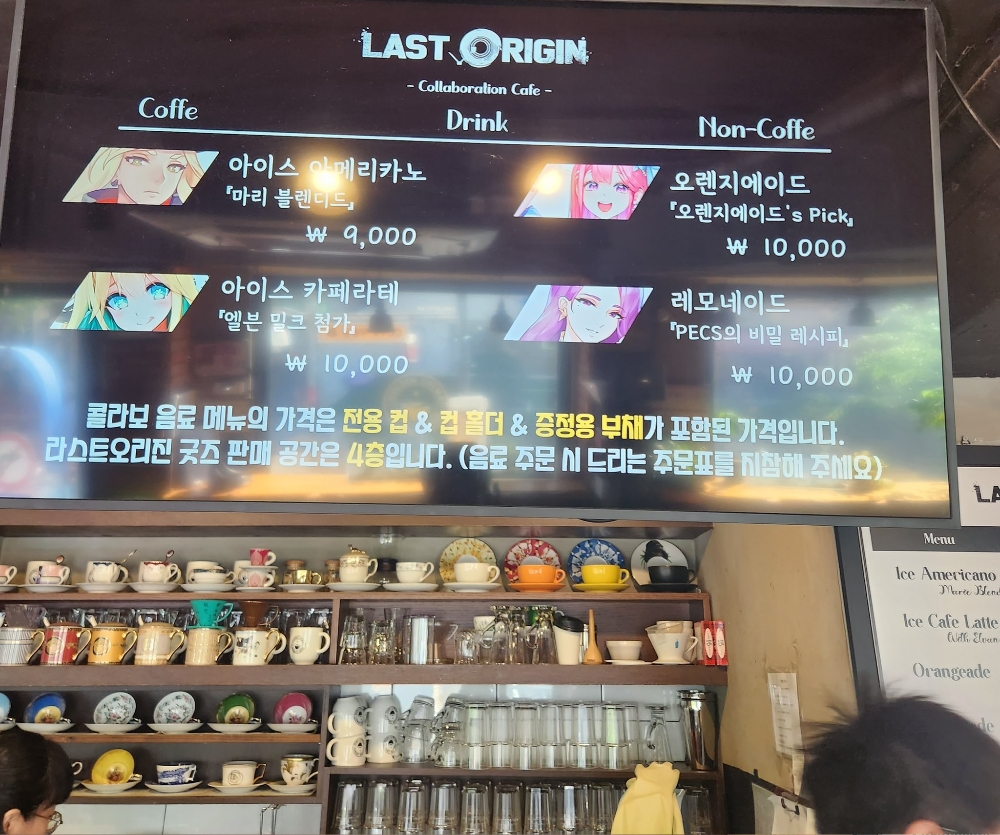 LAST ORIGIN
- Collaboration Cafe -
Coffe
Drink
Non-Coffe
아이스 아메리카노
『마리 블렌디드』
₩ 9,000
오렌지에이드
『오렌지에이드's Pick』
₩ 10,000
아이스 카페라테
『엘븐 밀크 첨가』
₩ 10,000
레모네이드
『PECS의 비밀 레시피』
₩ 10,000
콜라보 음료 메뉴의 가격은 전용 컵 & 컵 홀더 & 증정용 부채가 포함된 가격입니다.
라스트오리진 굿즈 판매 공간은 4층입니다. (음료 주문 시 드리는 주문표를 지참해 주세요)
LA
Menu
Ice Americano
Marie Blend
Ice Cafe Latte
With Elven
Orangeade
ade